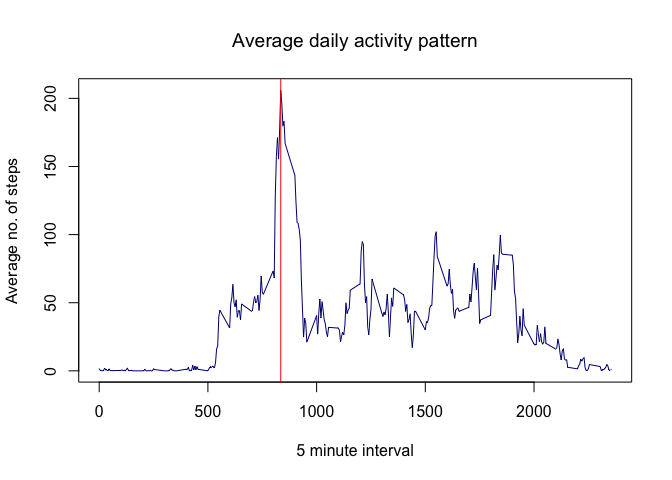 Average daily activity pattern
Average no. of steps
200
150
100
50
0
0 500 1000 1500 2000
5 minute interval